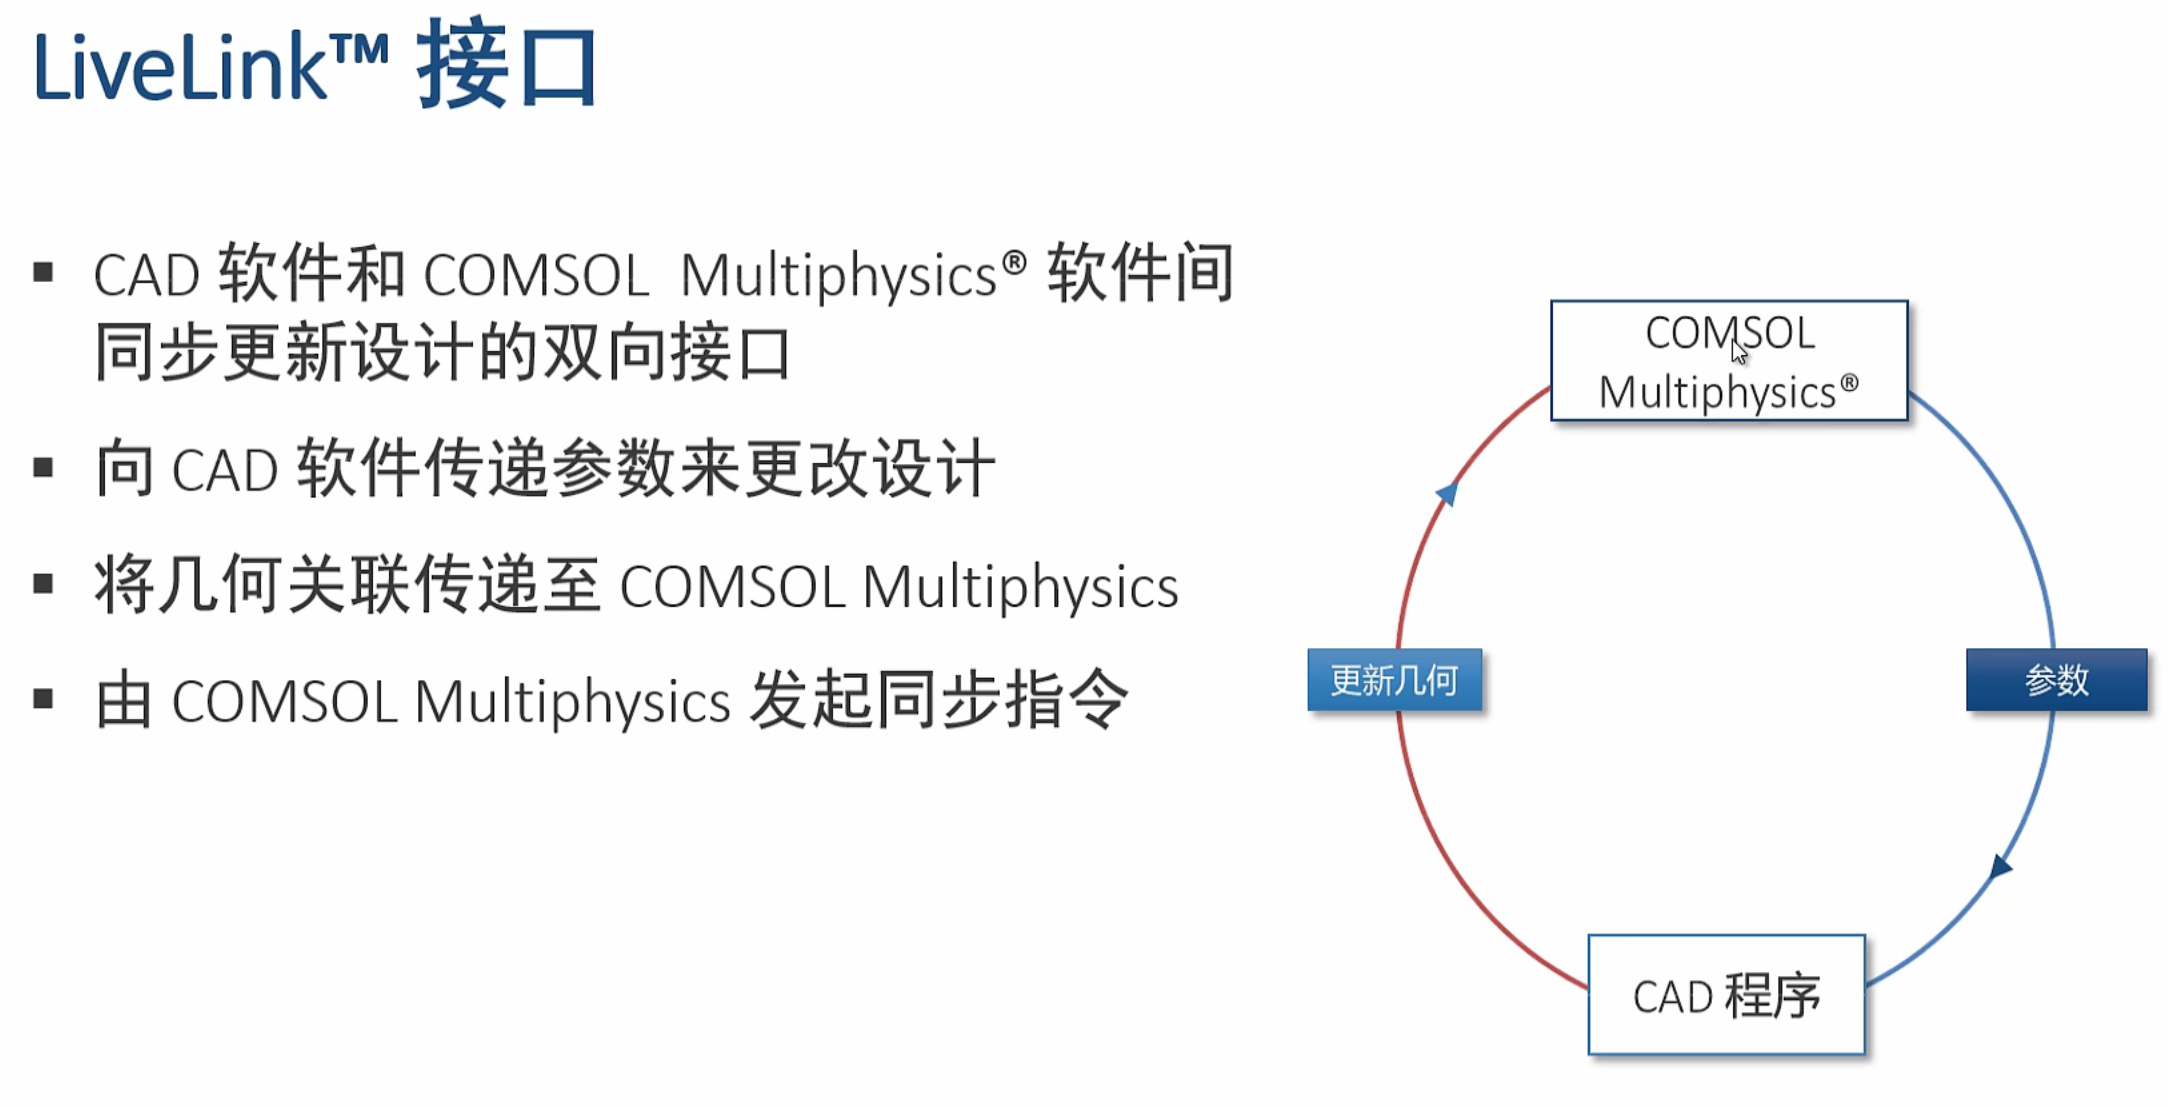 LiveLink™ 接口
▪ CAD 软件和 COMSOL Multiphysics® 软件间
同步更新设计的双向接口
▪ 向 CAD 软件传递参数来更改设计
▪ 将几何关联传递至 COMSOL Multiphysics
▪ 由 COMSOL Multiphysics 发起同步指令
COMSOL
Multiphysics®
更新几何
参数
CAD 程序